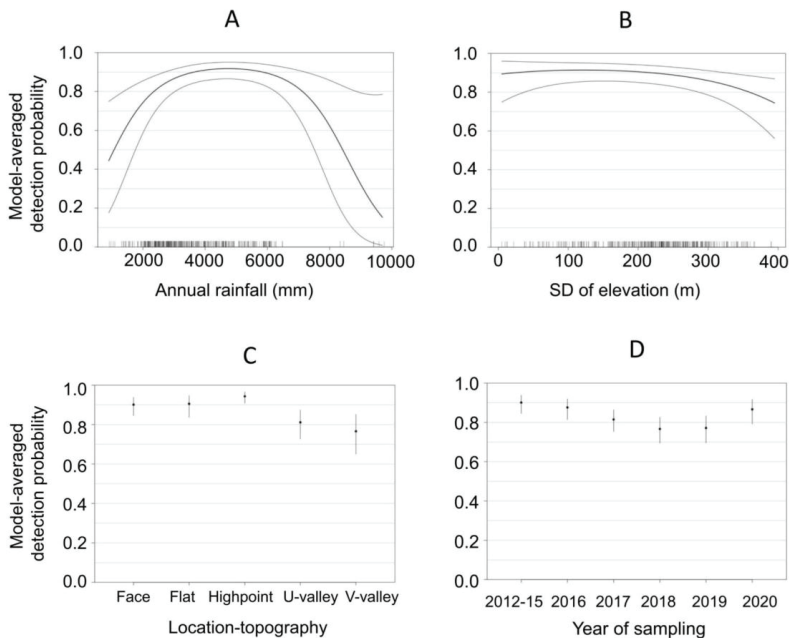 A
B
Model-averaged
detection probability
1.0
0.8
0.6
0.4
0.2
0.0
2000 4000 6000 8000 10000
Annual rainfall (mm)
1.0
0.8
0.6
0.4
0.2
0.0
0 100 200 300 400
SD of elevation (m)
C
D
Model-averaged
detection probability
1.0
0.8
0.6
0.4
0.2
0.0
Face Flat Highpoint U-valley V-valley
Location-topography
1.0
0.8
0.6
0.4
0.2
0.0
2012-15 2016 2017 2018 2019 2020
Year of sampling